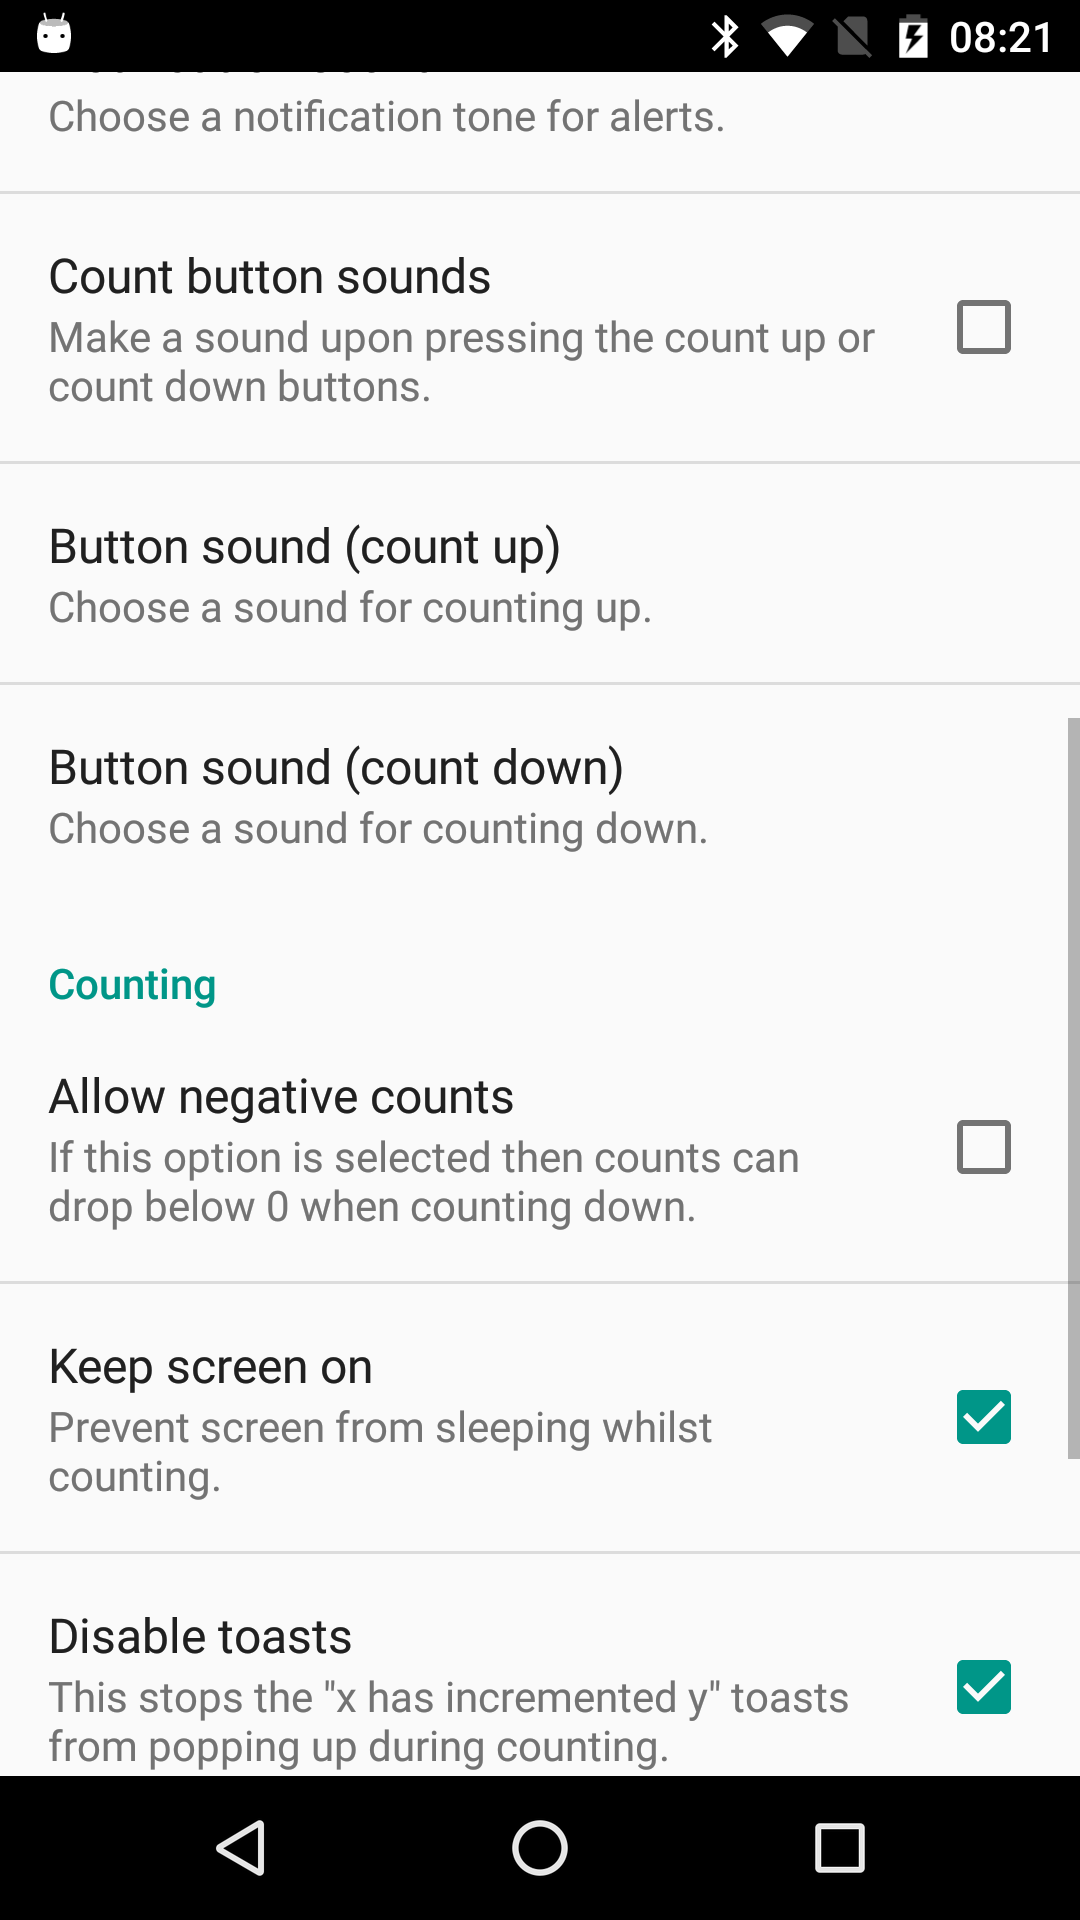 08:21
Choose a notification tone for alerts.
Count button sounds
Make a sound upon pressing the count up or
count down buttons.
Button sound (count up)
Choose a sound for counting up.
Button sound (count down)
Choose a sound for counting down.
Counting
Allow negative counts
If this option is selected then counts can
drop below 0 when counting down.
Keep screen on
Prevent screen from sleeping whilst
counting.
Disable toasts
This stops the "x has incremented y" toasts
from popping up during counting.